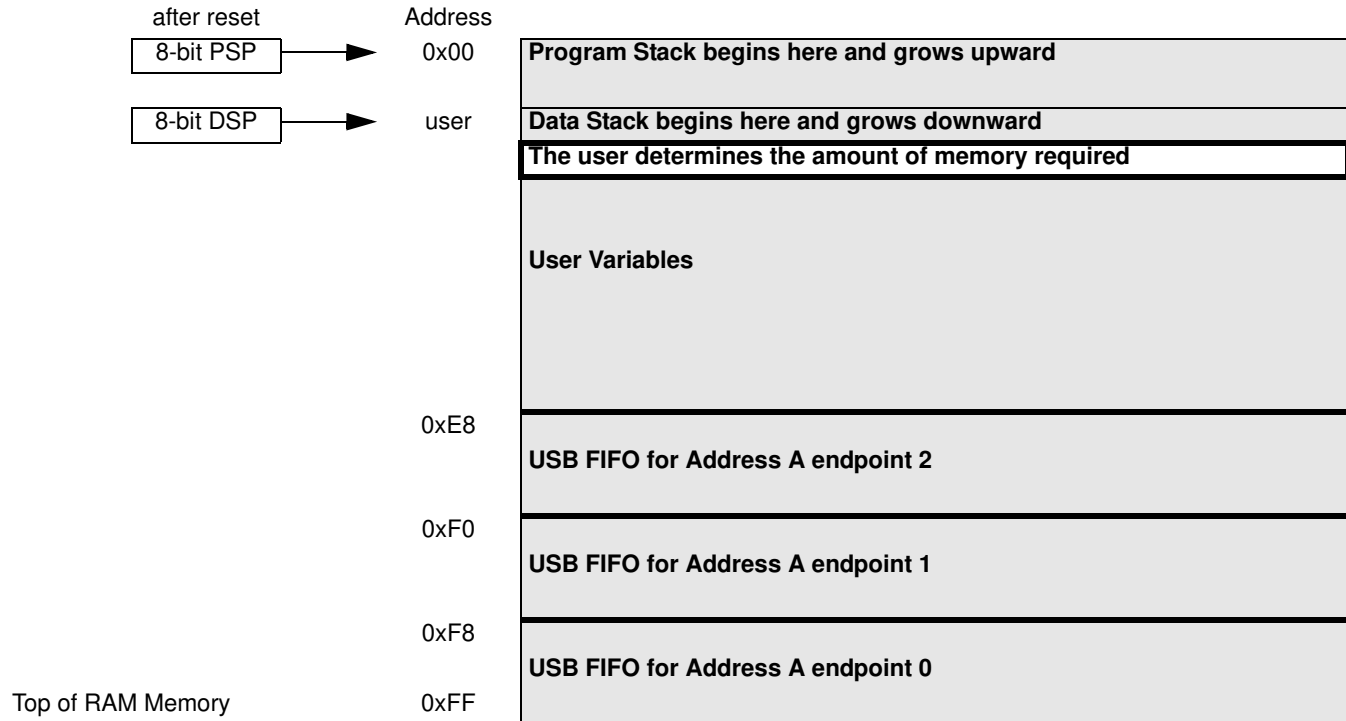 after reset Address
8-bit PSP 0x00 Program Stack begins here and grows upward
8-bit DSP user Data Stack begins here and grows downward
The user determines the amount of memory required
User Variables
0xE8
USB FIFO for Address A endpoint 2
0xF0
USB FIFO for Address A endpoint 1
0xF8
USB FIFO for Address A endpoint 0
Top of RAM Memory 0xFF